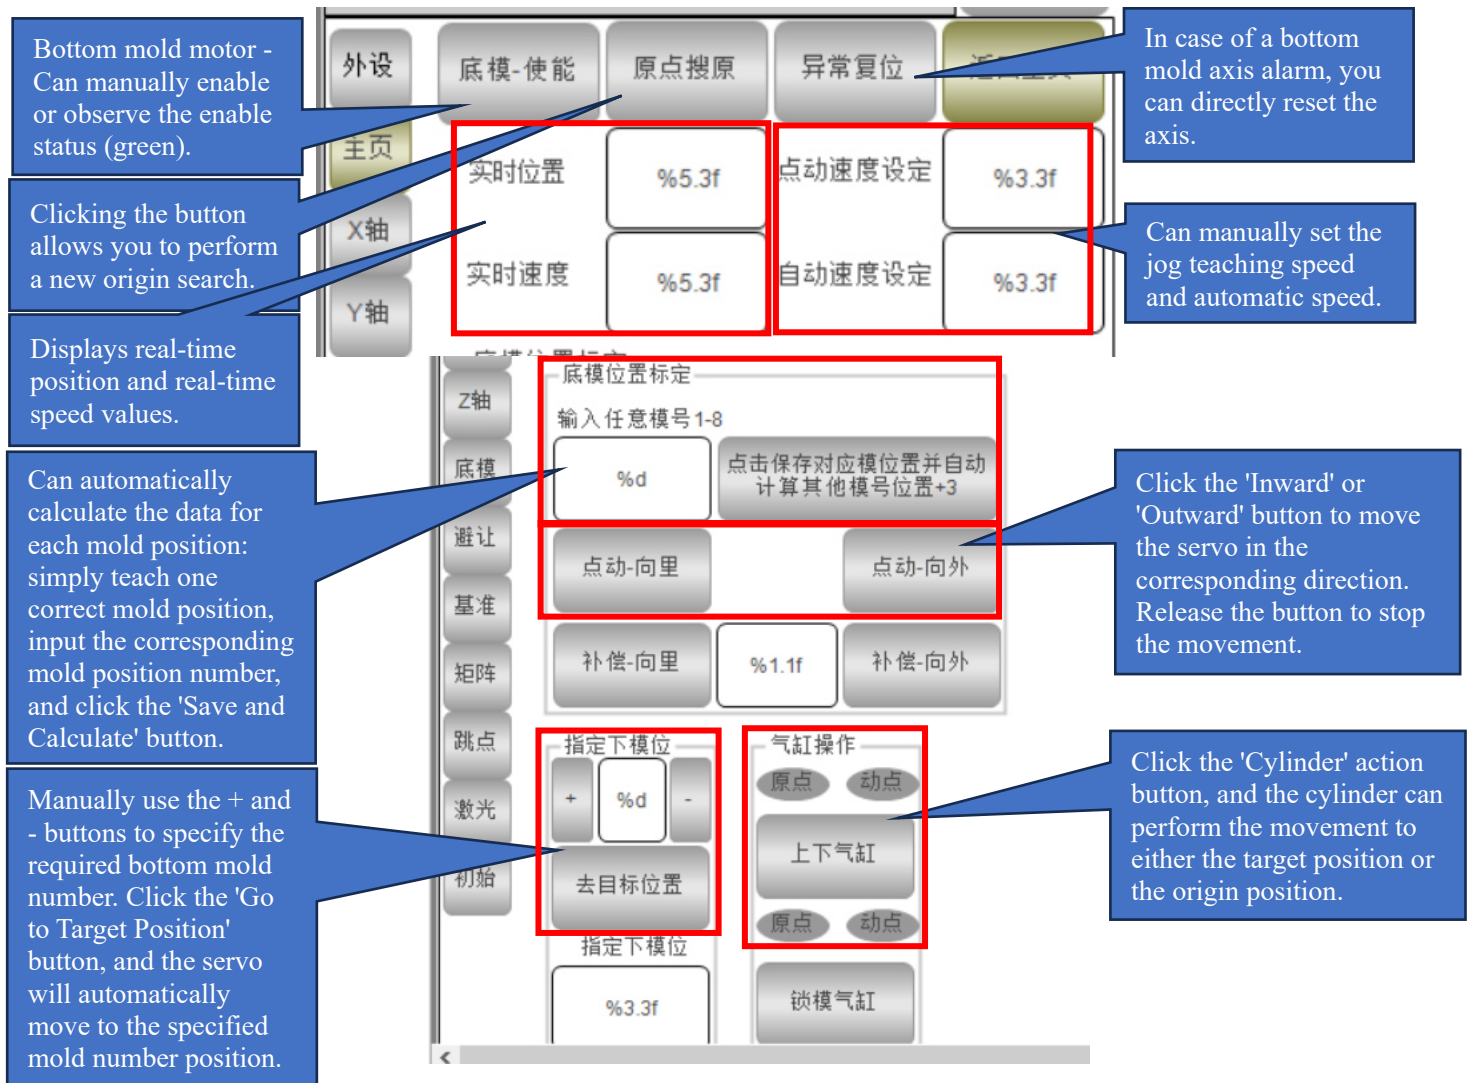 Bottom mold motor -
Can manually enable
or observe the enable
status (green).
Clicking the button
allows you to perform
a new origin search.
Displays real-time
position and real-time
speed values.
Can automatically
calculate the data for
each mold position:
simply teach one
correct mold position,
input the corresponding
mold position number,
and click the 'Save and
Calculate' button.
Manually use the + and
- buttons to specify the
required bottom mold
number. Click the 'Go
to Target Position'
button, and the servo
will automatically
move to the specified
mold number position.
外设
主页
X轴
Y轴
底模-使能
原点搜原
异常复位
实时位置
%5.3f
点动速度设定
%3.3f
实时速度
%5.3f
自动速度设定
%3.3f
Z轴
底模
避让
基准
矩阵
跳点
激光
初始
底模位置标定
输入任意模号1-8
%d
点击保存对应模位置并自动
计算其他模号位置+3
点动-向里
点动-向外
补偿-向里
%1.1f
补偿-向外
指定下模位
+
%d
-
去目标位置
指定下模位
%3.3f
气缸操作
原点
动点
上下气缸
原点
动点
锁模气缸
<
In case of a bottom
mold axis alarm, you
can directly reset the
axis.
Can manually set the
jog teaching speed
and automatic speed.
Click the 'Inward' or
'Outward' button to move
the servo in the
corresponding direction.
Release the button to stop
the movement.
Click the 'Cylinder' action
button, and the cylinder can
perform the movement to
either the target position or
the origin position.